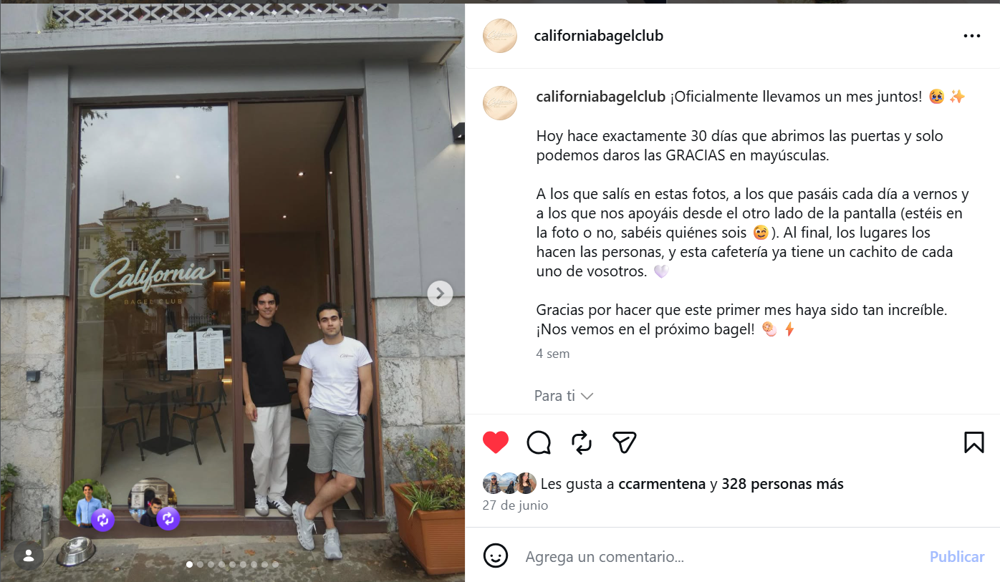 californiabagelclub
californiabagelclub ¡Oficialmente llevamos un mes juntos! 🥹 ✨
Hoy hace exactamente 30 días que abrimos las puertas y solo
podemos daros las GRACIAS en mayúsculas.
A los que salís en estas fotos, a los que pasáis cada día a vernos y
a los que nos apoyáis desde el otro lado de la pantalla (estéis en
la foto o no, sabéis quiénes sois 🥰). Al final, los lugares los
hacen las personas, y esta cafetería ya tiene un cachito de cada
uno de vosotros. 🤍
Gracias por hacer que este primer mes haya sido tan increíble.
¡Nos vemos en el próximo bagel! 🥯⚡
4 sem
Para ti
Les gusta a ccarmentena y 328 personas más
27 de junio
Agrega un comentario...
Publicar
California
BAGEL CLUB